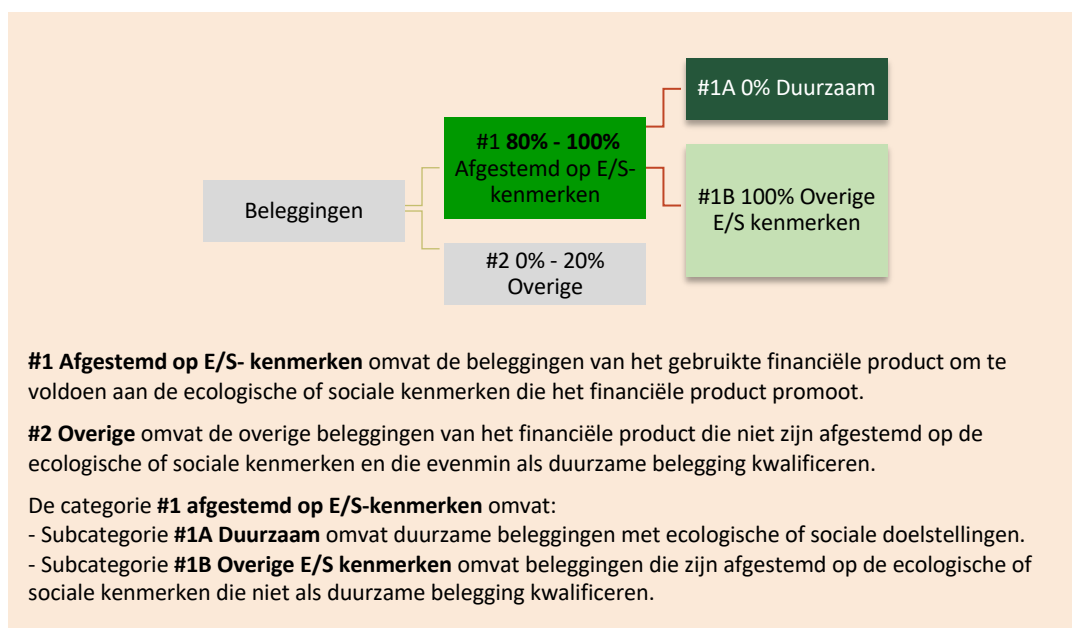 #1A 0% Duurzaam
#1 80% - 100%
Afgestemd op E/S-
kenmerken
#1B 100% Overige
E/S kenmerken
Beleggingen
#2 0% - 20%
Overige
#1 Afgestemd op E/S- kenmerken omvat de beleggingen van het gebruikte financiële product om te
voldoen aan de ecologische of sociale kenmerken die het financiële product promoot.
#2 Overige omvat de overige beleggingen van het financiële product die niet zijn afgestemd op de
ecologische of sociale kenmerken en die evenmin als duurzame belegging kwalificeren.
De categorie #1 afgestemd op E/S-kenmerken omvat:
- Subcategorie #1A Duurzaam omvat duurzame beleggingen met ecologische of sociale doelstellingen.
- Subcategorie #1B Overige E/S kenmerken omvat beleggingen die zijn afgestemd op de ecologische of
sociale kenmerken die niet als duurzame belegging kwalificeren.